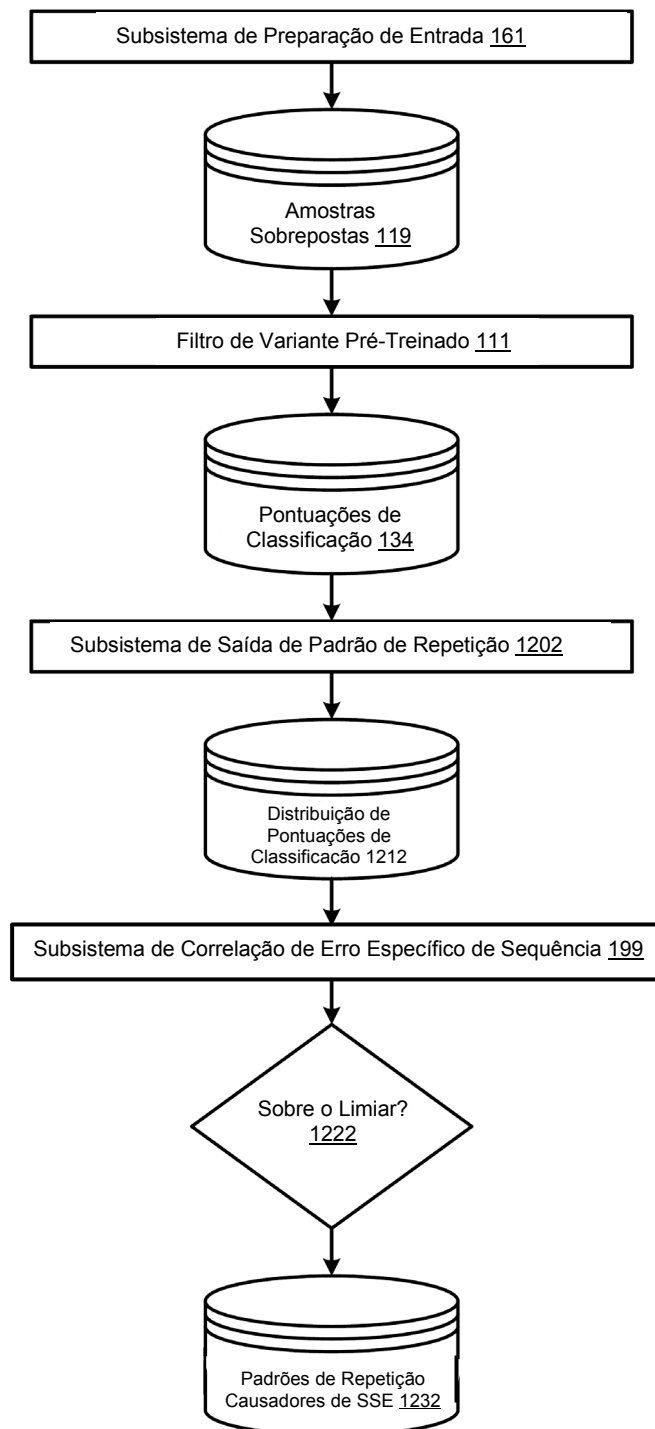 Subsistema de Preparação de Entrada 161
Amostras
Sobrepostas 119
Filtro de Variante Pré-Treinado 111
Pontuações de
Classificação 134
Subsistema de Saída de Padrão de Repetição 1202
Distribuição de
Pontuações de
Classificação 1212
Subsistema de Correlação de Erro Específico de Sequência 199
Sobre o Limiar?
1222
Padrões de Repetição
Causadores de SSE 1232